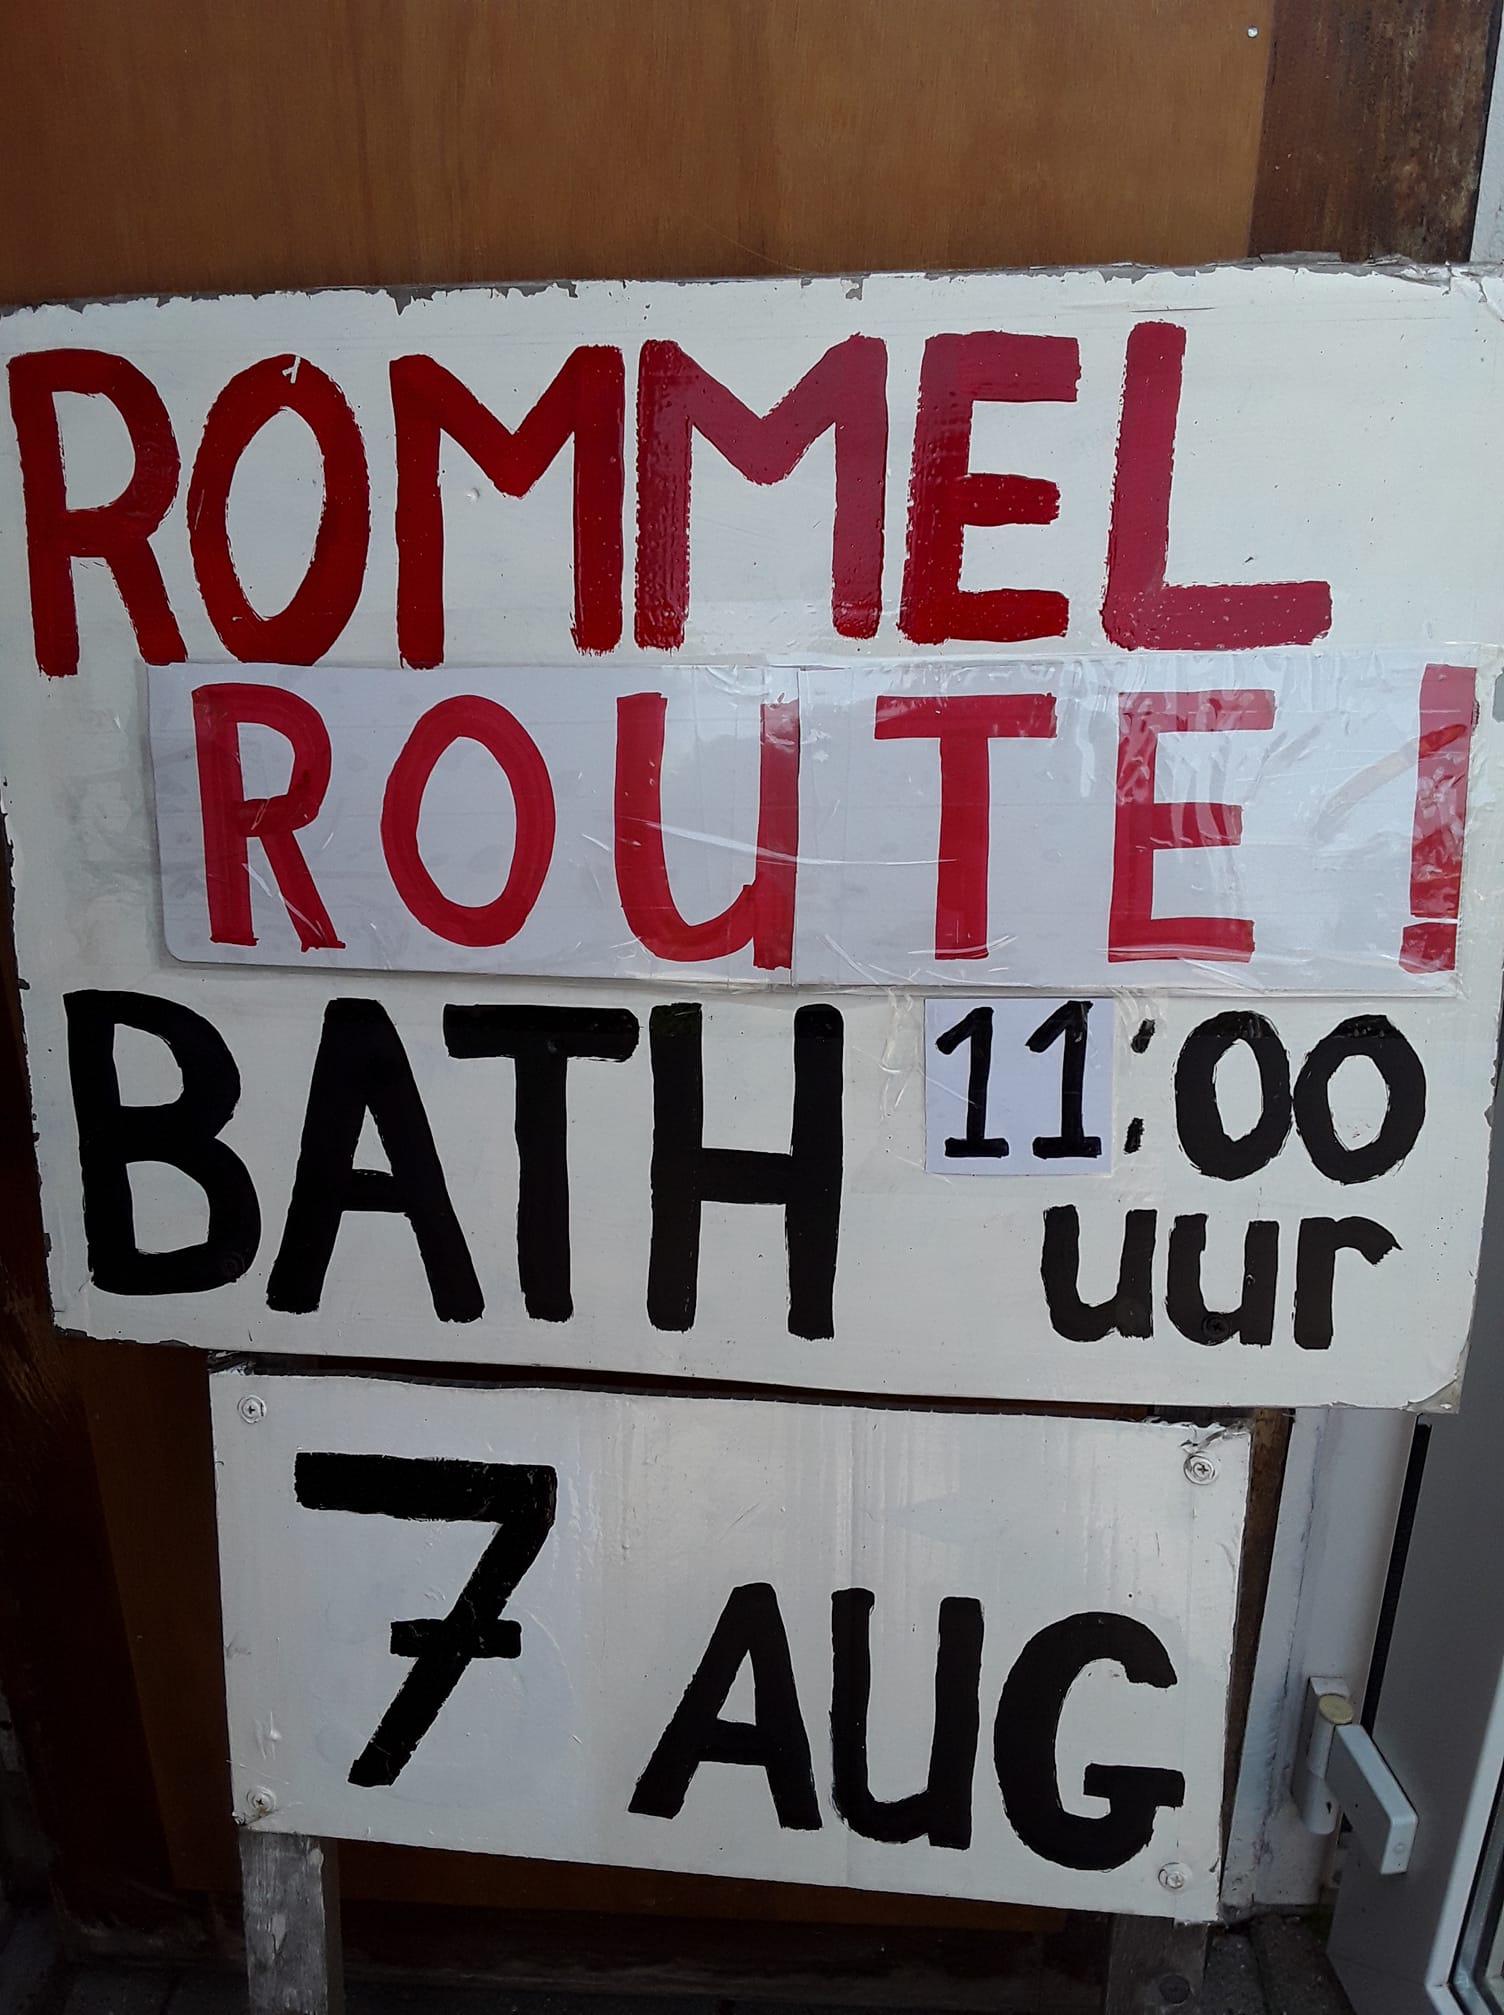 ROMMEL
ROUTE!
BATH 11:00
uur
7 AUG